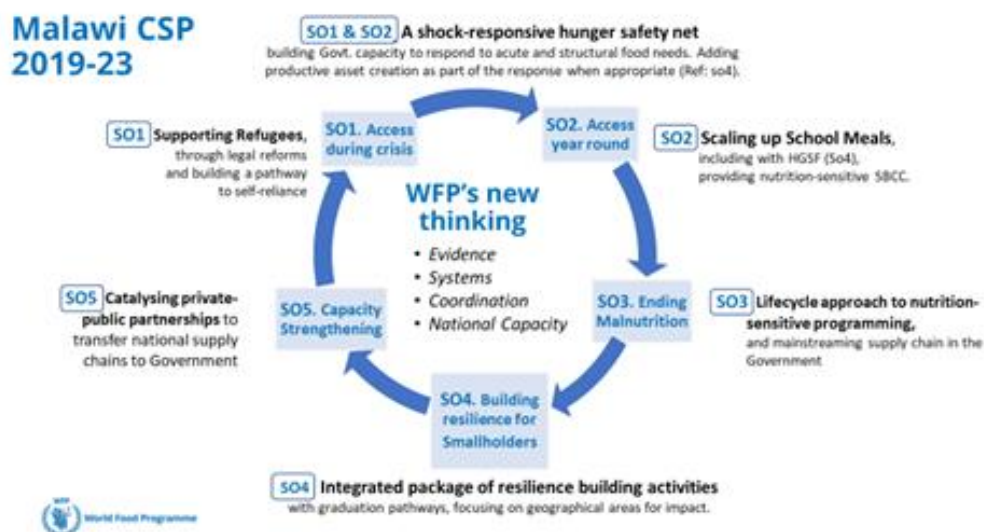 Malawi CSP
2019-23
SO1 & SO2 A shock-responsive hunger safety net
building Govt. capacity to respond to acute and structural food needs. Adding
productive asset creation as part of the response when appropriate (Ref: so4).
SO1. Access
during crisis
SO2. Access
year round
SO1 Supporting Refugees,
through legal reforms
and building a pathway
to self-reliance
SO2 Scaling up School Meals,
including with HGSF (So4),
providing nutrition-sensitive SBCC.
WFP's new
thinking
• Evidence
• Systems
• Coordination
• National Capacity
SO5 Catalysing private-
public partnerships to
transfer national supply
chains to Government
SO5. Capacity
Strengthening
SO3. Ending
Malnutrition
SO3 Lifecycle approach to nutrition-
sensitive programming,
and mainstreaming supply chain in the
Government
SO4. Building
resilience for
Smallholders
SO4 Integrated package of resilience building activities
with graduation pathways, focusing on geographical areas for impact.
WFP
World Food Programme